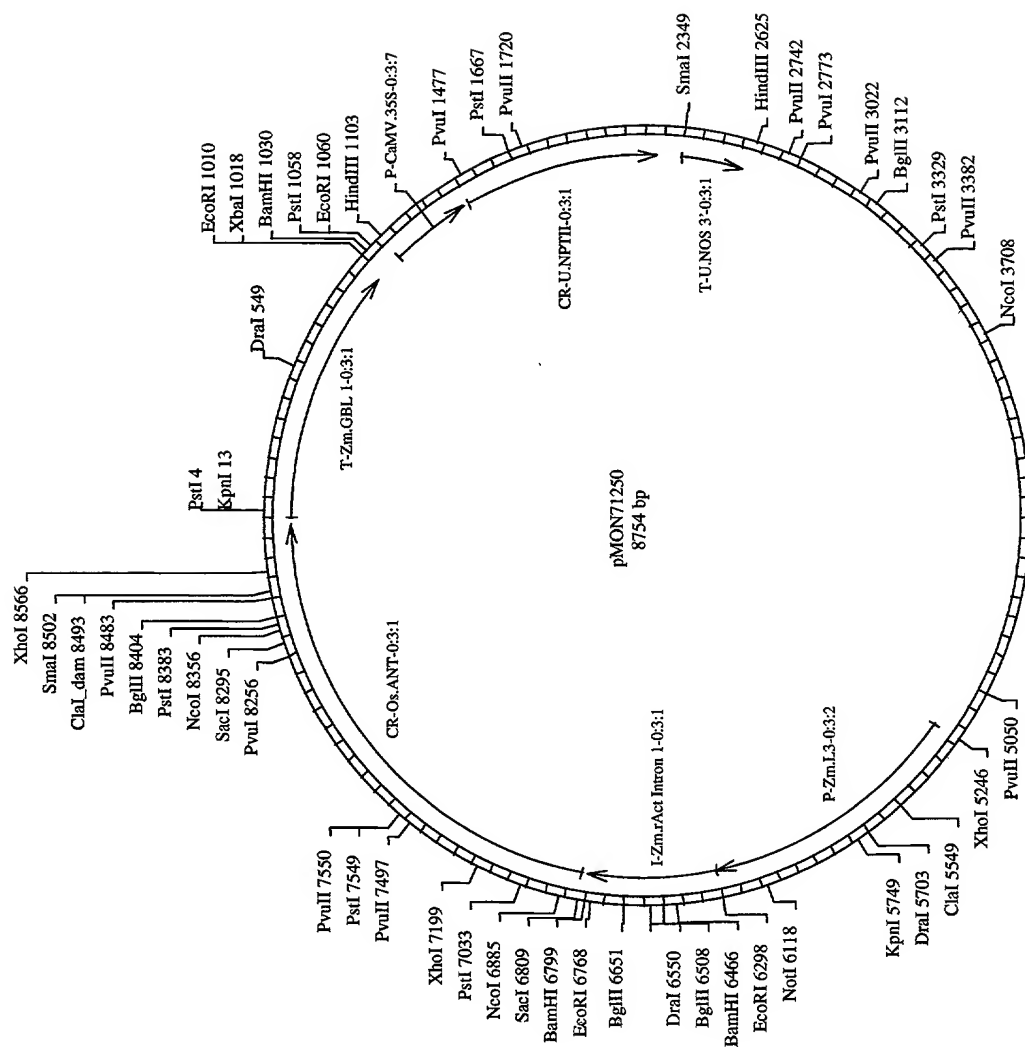 XhoI 8566
SmaI 8502
ClaI_dam 8493
PvuII 8483
BglII 8404
PstI 8383
NcoI 8356
SacI 8295
PvuI 8256
PstI 4
KpnI 13
DraI 549
EcoRI 1010
XbaI 1018
BamHI 1030
PstI 1058
EcoRI 1060
HindIII 1103
P-CaMV.35S-0:3:7
PvuI 1477
PstI 1667
PvuII 1720
SmaI 2349
HindIII 2625
PvuII 2742
PvuI 2773
PvuII 3022
BglII 3112
PstI 3329
PvuII 3382
NcoI 3708
T-Zm.GBL 1-0:3:1
CR-U.NPTII-0:3:1
T-U.NOS 3'-0:3:1
pMON71250
8754 bp
CR-Os.ANT-0:3:1
I-Zm.rAct Intron 1-0:3:1
P-Zm.L3-0:3:2
PvuII 7550
PstI 7549
PvuII 7497
XhoI 7199
PstI 7033
NcoI 6885
SacI 6809
BamHI 6799
EcoRI 6768
BglII 6651
DraI 6550
BglII 6508
BamHI 6466
EcoRI 6298
NotI 6118
KpnI 5749
DraI 5703
ClaI 5549
XhoI 5246
PvuII 5050